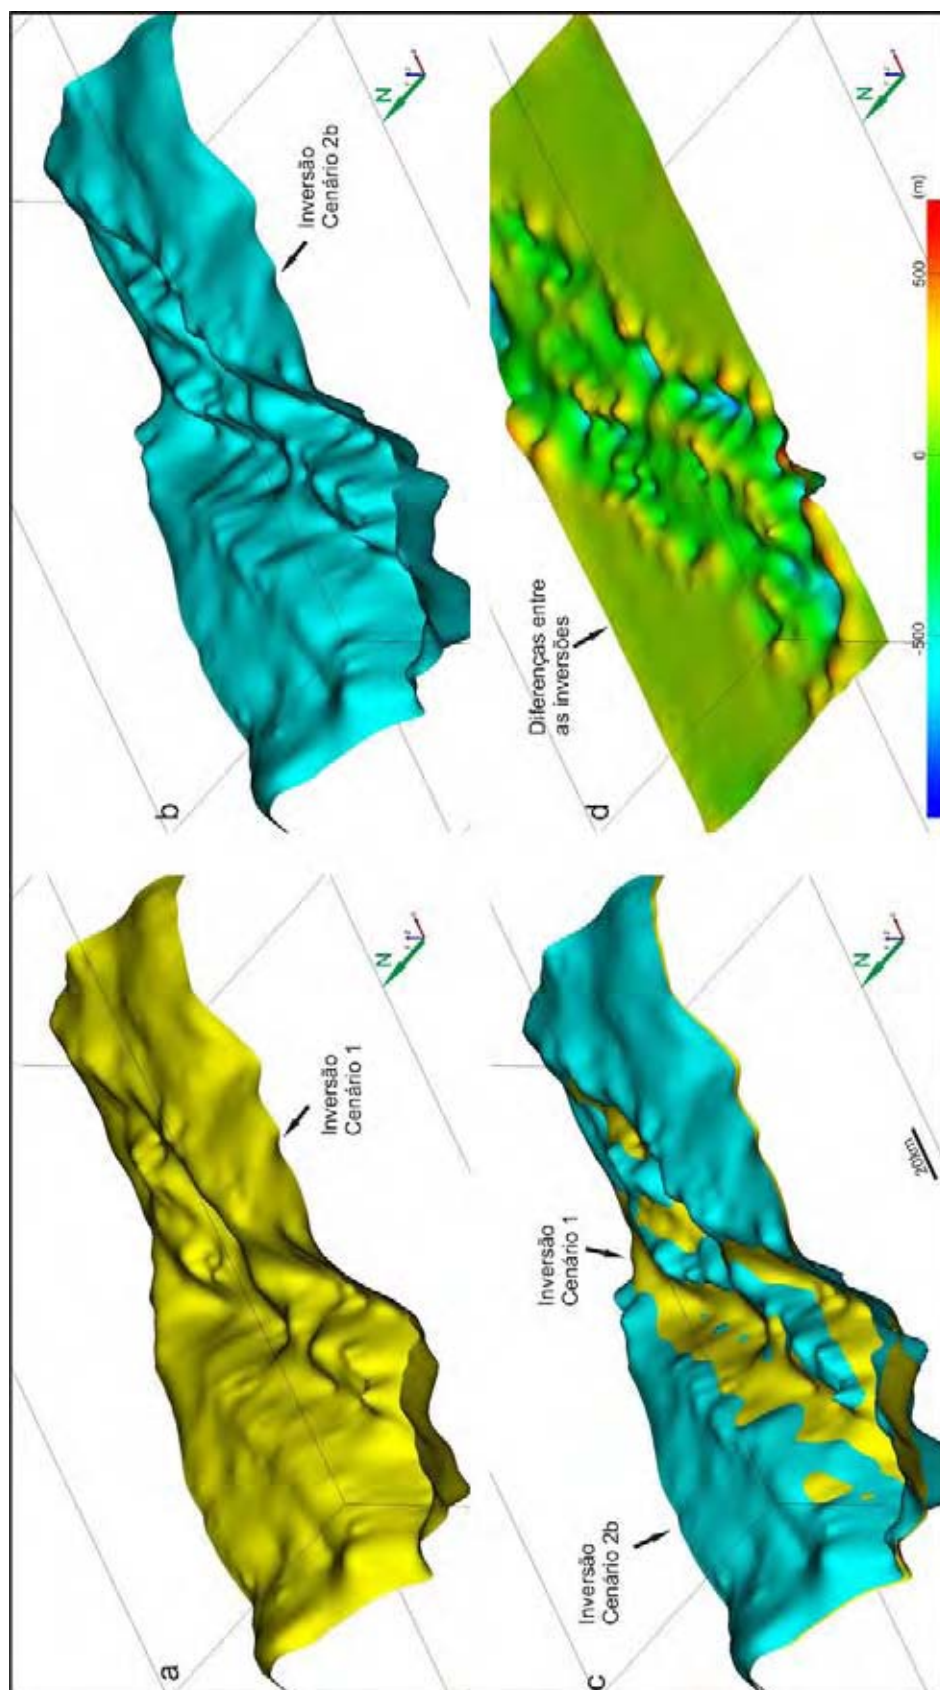 a
Inversão
Cenário 1
N
b
Inversão
Cenário 2b
N
c
Inversão
Cenário 2b
Inversão
Cenário 1
20km
N
d
Diferenças entre
as inversões
N
-500
0
500
(m)